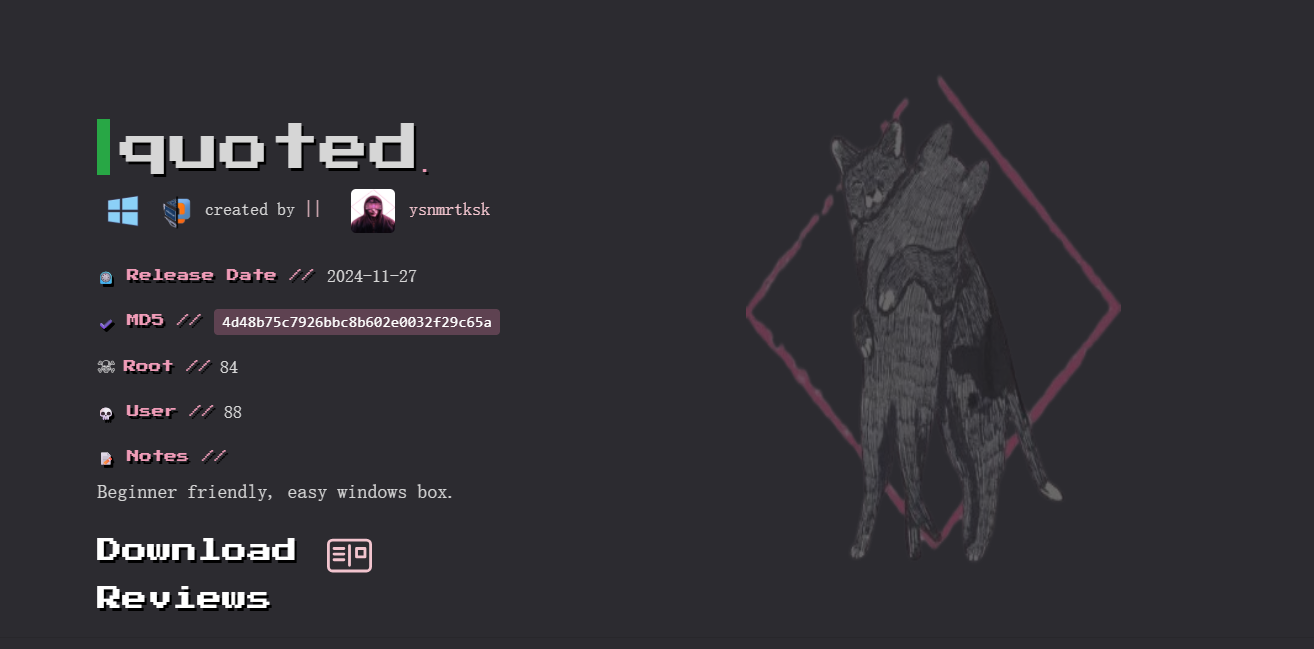 quoted.
created by || ysnmrtksk
Release Date // 2024-11-27
MD5 // 4d48b75c7926bbc8b602e0032f29c65a
Root // 84
User // 88
Notes //
Beginner friendly, easy windows box.
Download
Reviews